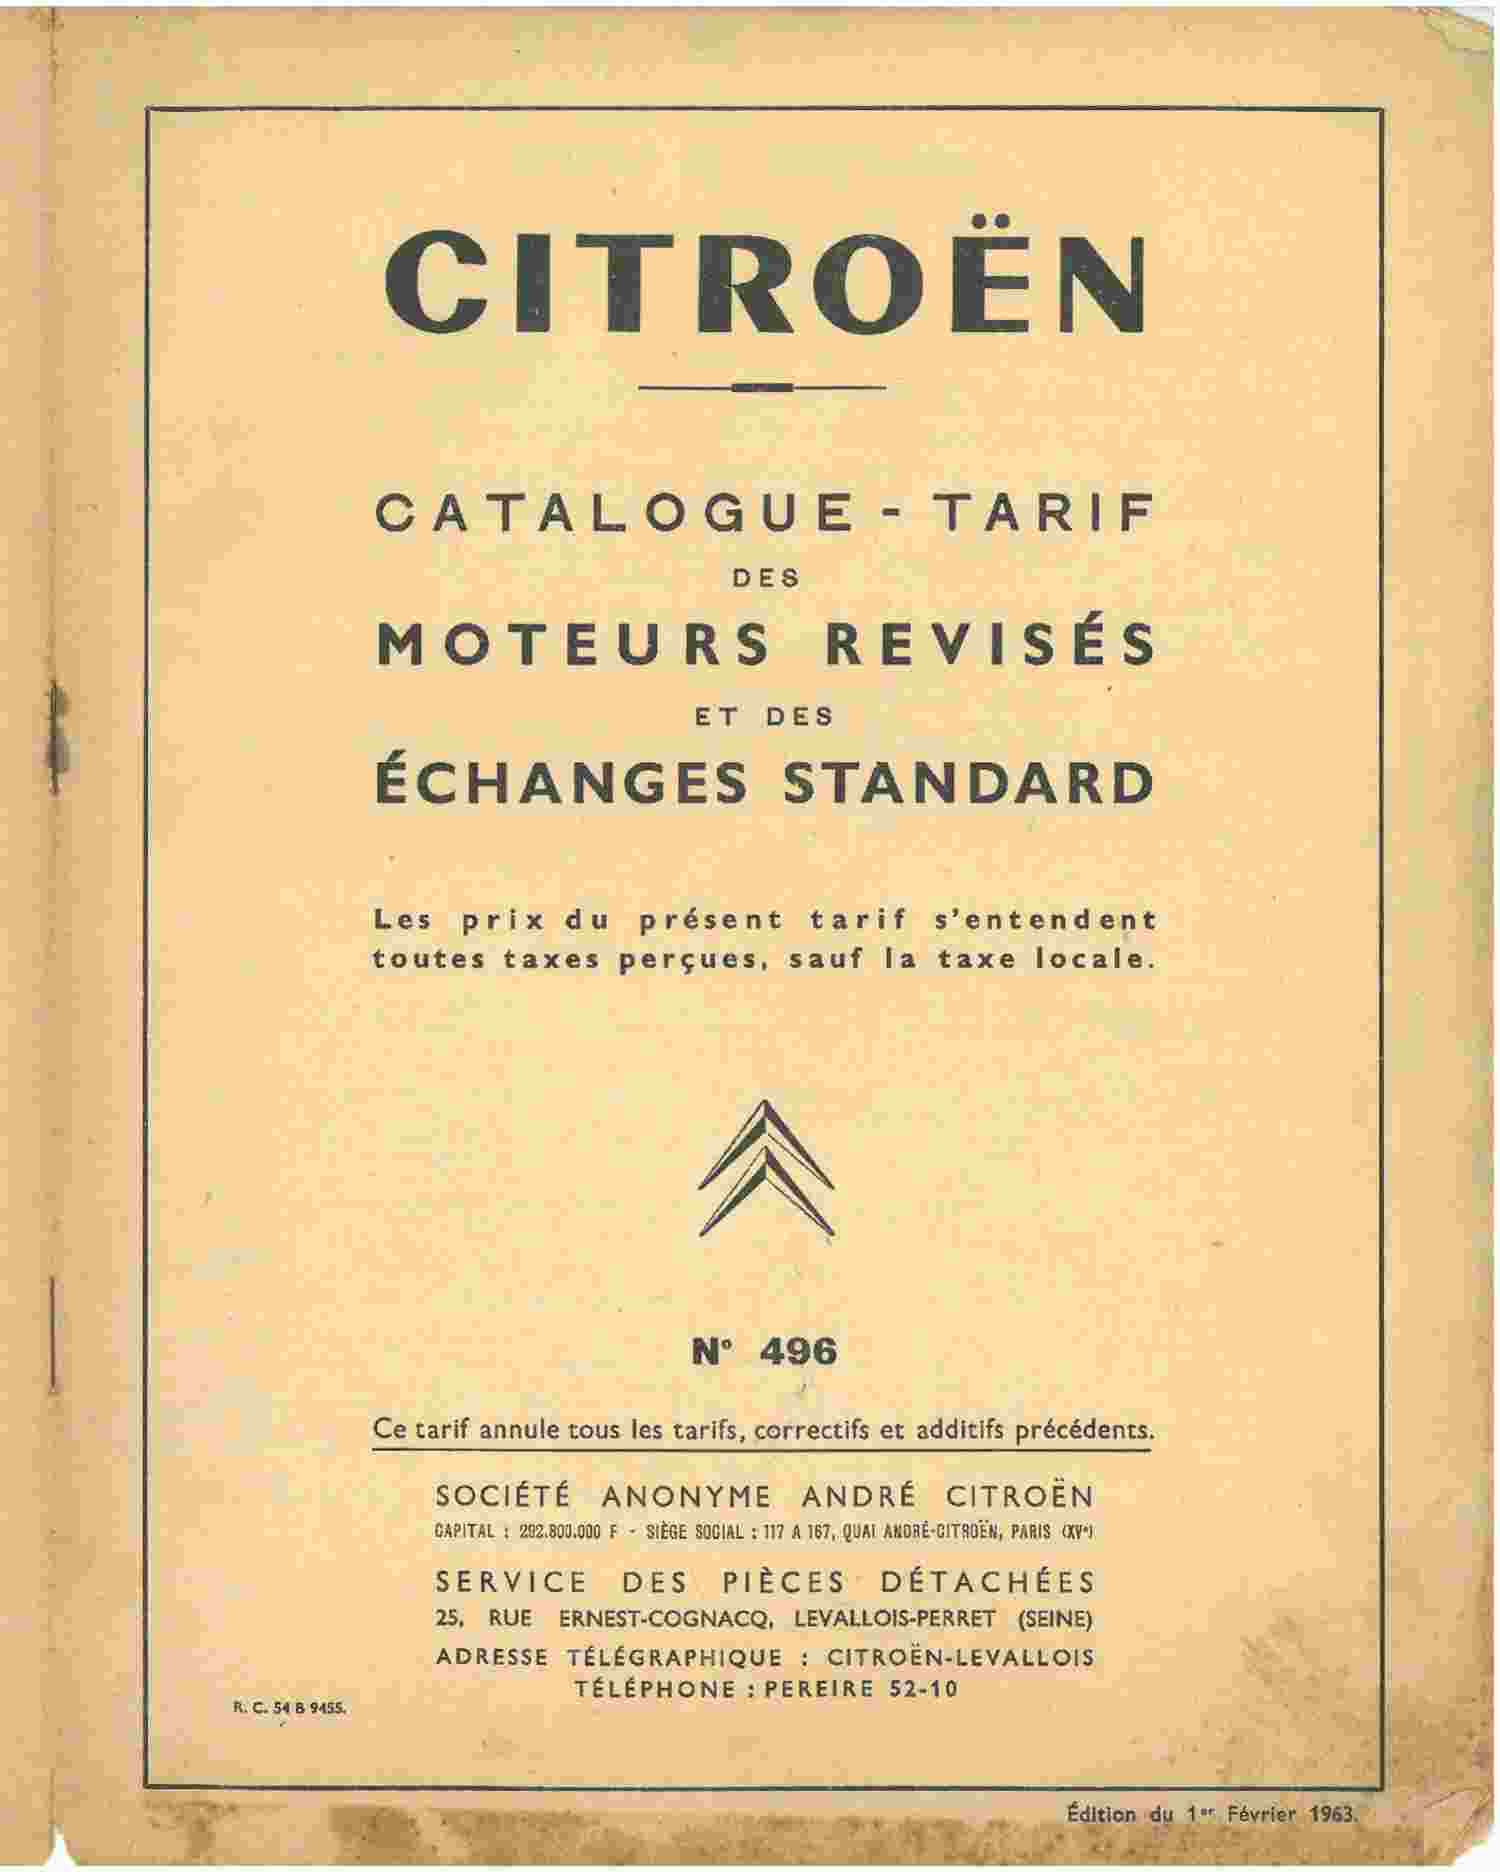 CITROËN
CATALOGUE - TARIF
DES
MOTEURS REVISÉS
ET DES
ÉCHANGES STANDARD
Les prix du présent tarif s'entendent
toutes taxes perçues, sauf la taxe locale.
N° 496
Ce tarif annule tous les tarifs, correctifs et additifs précédents.
SOCIÉTÉ ANONYME ANDRÉ CITROËN
CAPITAL : 292.800.000 F - SIÈGE SOCIAL : 117 A 167, QUAI ANDRÉ-CITROËN, PARIS (XVe)
SERVICE DES PIÈCES DÉTACHÉES
25, RUE ERNEST-COGNACQ, LEVALLOIS-PERRET (SEINE)
ADRESSE TÉLÉGRAPHIQUE : CITROËN-LEVALLOIS
TÉLÉPHONE : PEREIRE 52-10
R. C. 54 B 9455.
Édition du 1er Février 1963.